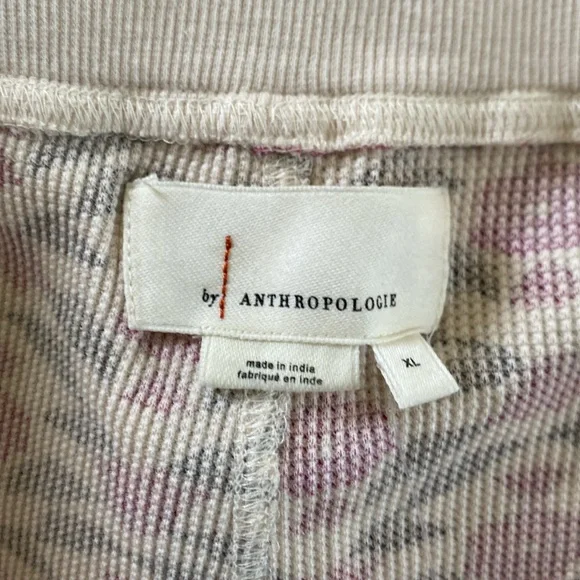 by ANTHROPOLOGIE
made in india
fabriqué en inde
XL